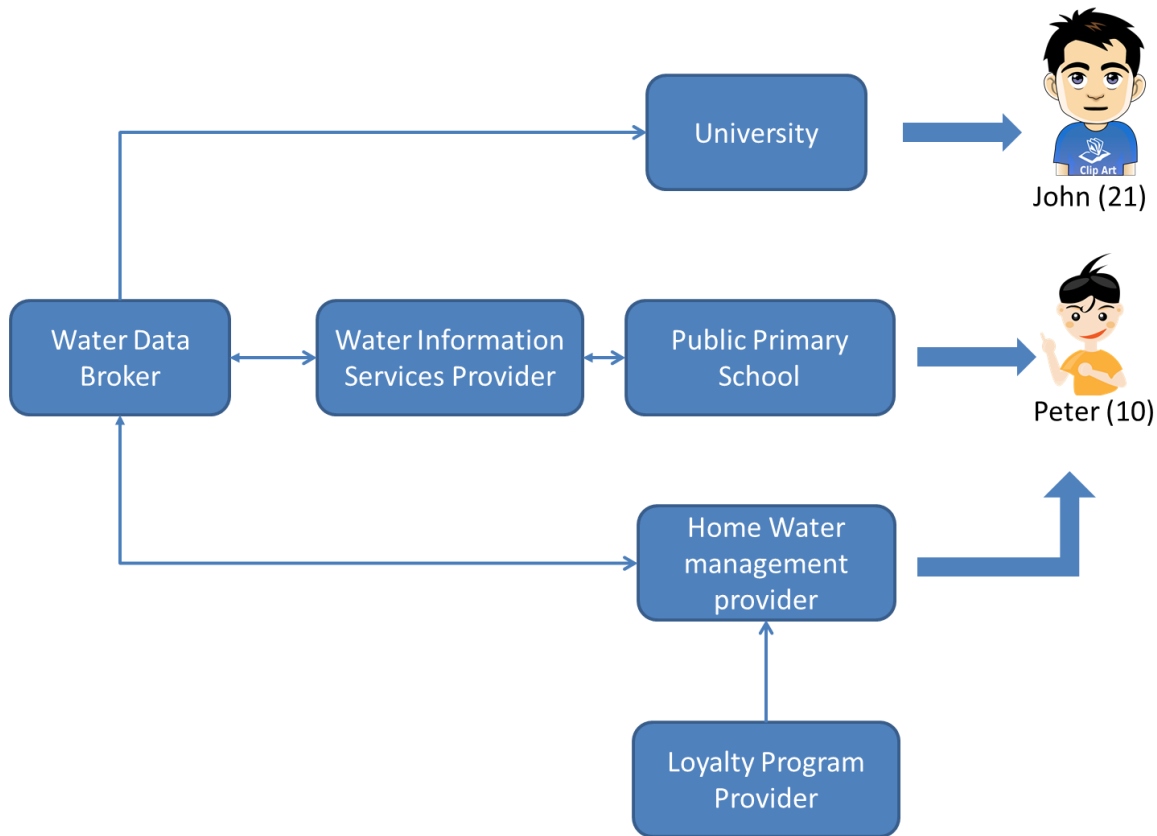 University
Clip Art
John (21)
Water Data
Broker
Water Information
Services Provider
Public Primary
School
Peter (10)
Home Water
management
provider
Loyalty Program
Provider